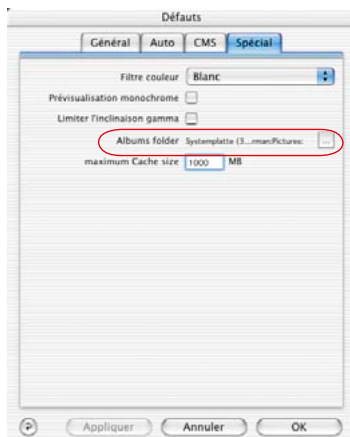 Défauts
Général Auto CMS Spécial
Filtre couleur Blanc
Prévisualisation monochrome
Limiter l'inclinaison gamma
Albums folder Systemplatte (3...rman:Pictures: ...
maximum Cache size 1000 MB
Appliquer Annuler OK